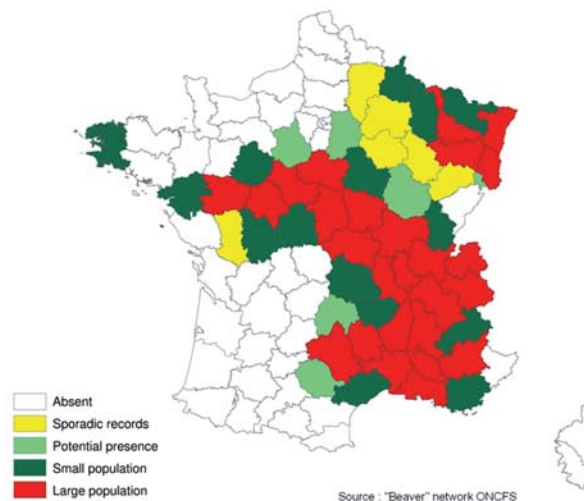 Absent
Sporadic records
Potential presence
Small population
Large population
Source : "Beaver" network ONCFS